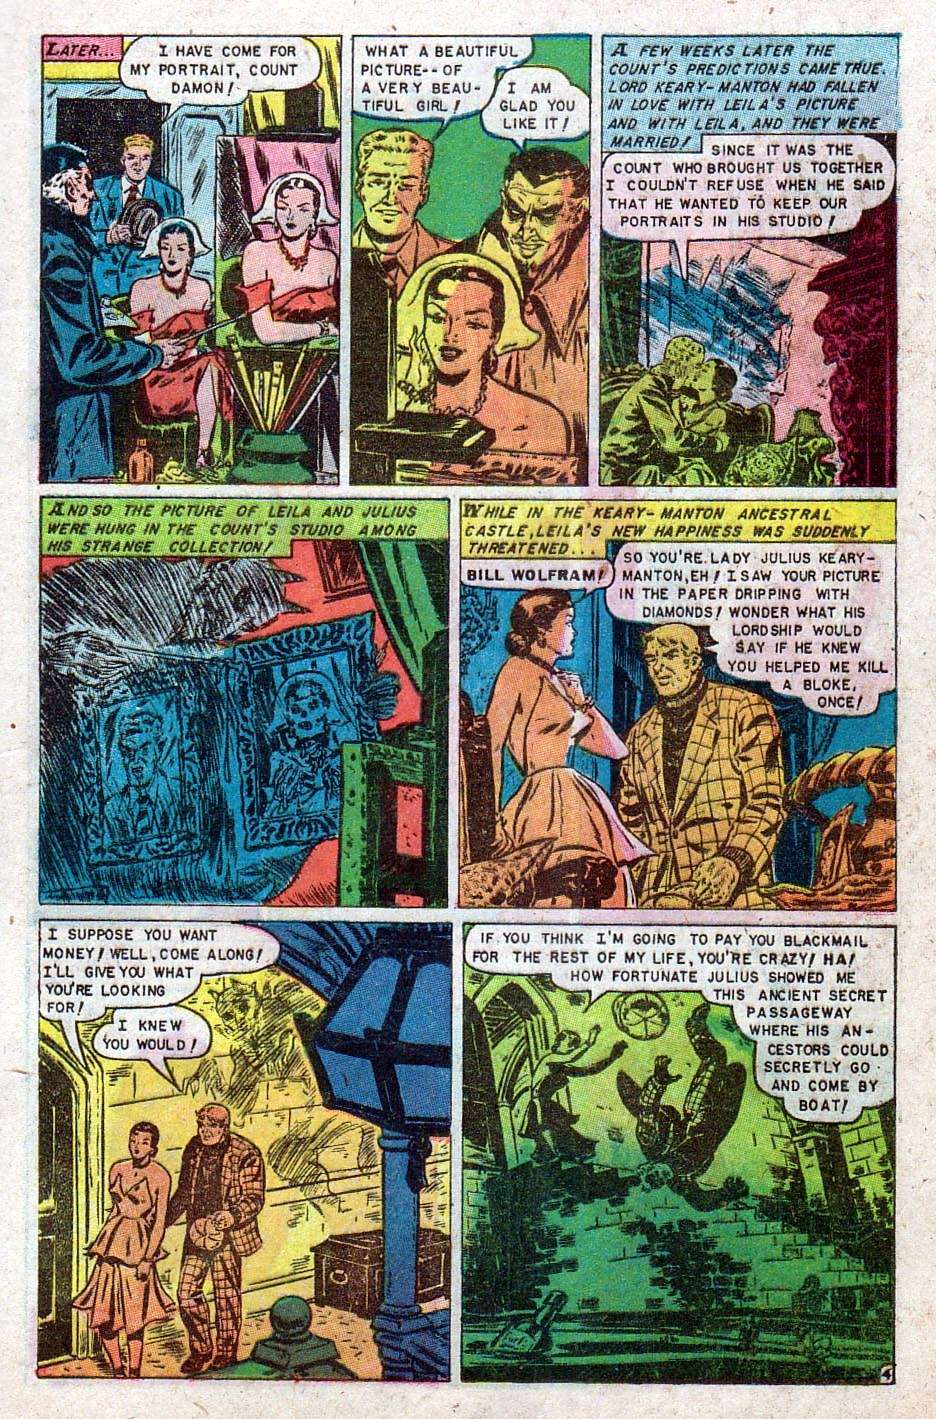 LATER...
I HAVE COME FOR
MY PORTRAIT, COUNT
DAMON!
WHAT A BEAUTIFUL
PICTURE-- OF
A VERY BEAU-
TIFUL GIRL!
I AM
GLAD YOU
LIKE IT!
A FEW WEEKS LATER THE
COUNT'S PREDICTIONS CAME TRUE.
LORD KEARY-MANTON HAD FALLEN
IN LOVE WITH LEILA'S PICTURE
AND WITH LEILA, AND THEY WERE
MARRIED!
SINCE IT WAS THE
COUNT WHO BROUGHT US TOGETHER
I COULDN'T REFUSE WHEN HE SAID
THAT HE WANTED TO KEEP OUR
PORTRAITS IN HIS STUDIO!
AND SO THE PICTURE OF LEILA AND JULIUS
WERE HUNG IN THE COUNT'S STUDIO AMONG
HIS STRANGE COLLECTION!
WHILE IN THE KEARY-MANTON ANCESTRAL
CASTLE, LEILA'S NEW HAPPINESS WAS SUDDENLY
THREATENED...
BILL WOLFRAM!
SO YOU'RE LADY JULIUS KEARY-
MANTON, EH! I SAW YOUR PICTURE
IN THE PAPER DRIPPING WITH
DIAMONDS! WONDER WHAT HIS
LORDSHIP WOULD
SAY IF HE KNEW
YOU HELPED ME KILL
A BLOKE,
ONCE!
I SUPPOSE YOU WANT
MONEY! WELL, COME ALONG!
I'LL GIVE YOU WHAT
YOU'RE LOOKING
FOR!
I KNEW
YOU WOULD!
IF YOU THINK I'M GOING TO PAY YOU BLACKMAIL
FOR THE REST OF MY LIFE, YOU'RE CRAZY! HA!
HOW FORTUNATE JULIUS SHOWED ME
THIS ANCIENT SECRET
PASSAGEWAY
WHERE HIS AN-
CESTORS COULD
SECRETLY GO
AND COME BY
BOAT!
4